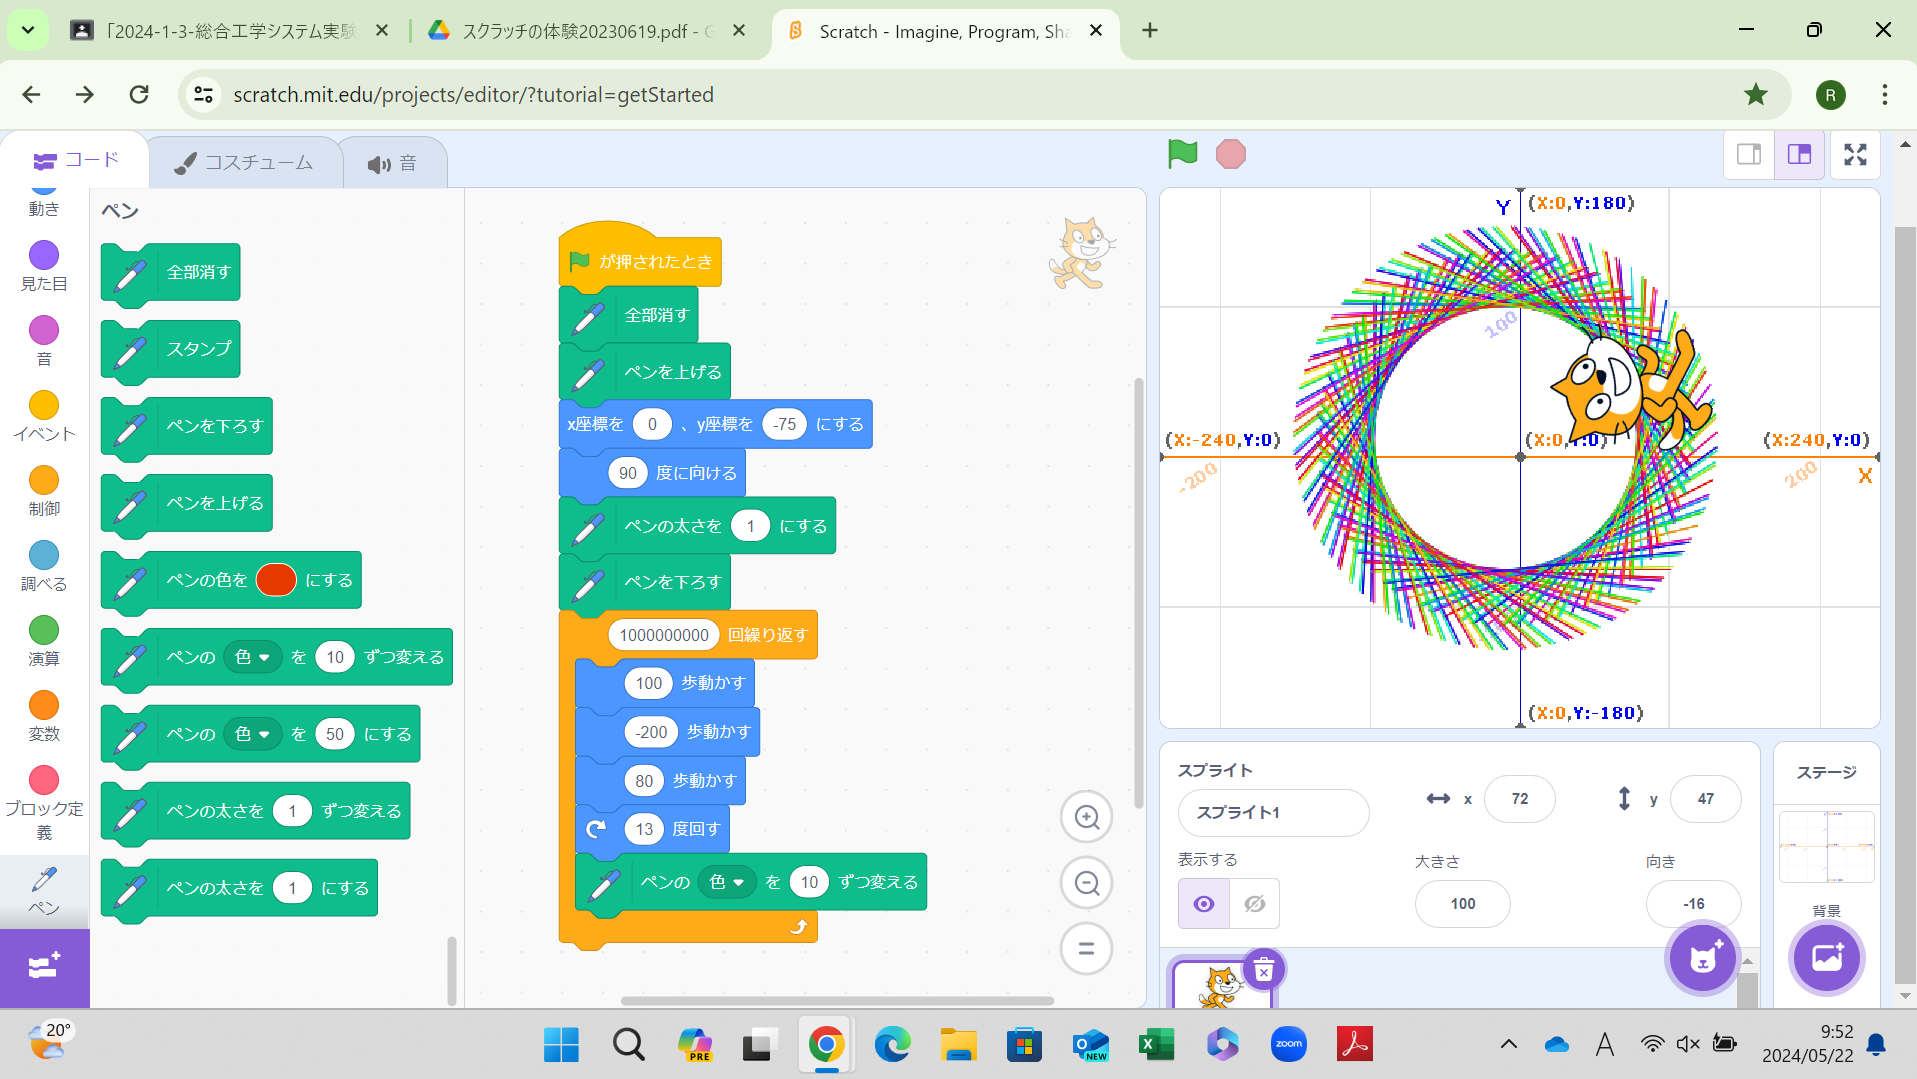 「2024-1-3-総合工学システム実験
スクラッチの体験20230619.pdf - G
Scratch - Imagine, Program, Sha
scratch.mit.edu/projects/editor/?tutorial=getStarted
R
コード
コスチューム
音
動き
見た目
音
イベント
制御
調べる
演算
変数
ブロック定
義
ペン
ペン
全部消す
スタンプ
ペンを下ろす
ペンを上げる
ペンの色を にする
ペンの 色 を 10 ずつ変える
ペンの 色 を 50 にする
ペンの太さを 1 ずつ変える
ペンの太さを 1 にする
が押されたとき
全部消す
ペンを上げる
x座標を 0 、y座標を -75 にする
90 度に向ける
ペンの太さを 1 にする
ペンを下ろす
1000000000 回繰り返す
100 歩動かす
-200 歩動かす
80 歩動かす
13 度回す
ペンの 色 を 10 ずつ変える
Y (X:0,Y:180)
100
(X:-240,Y:0)
(X:0,Y:0)
(X:240,Y:0)
-200
200
X
(X:0,Y:-180)
スプライト
スプライト1
x 72
y 47
表示する
大きさ
100
向き
-16
ステージ
背景
20°
PRE
NEW
zoom
A
9:52
2024/05/22